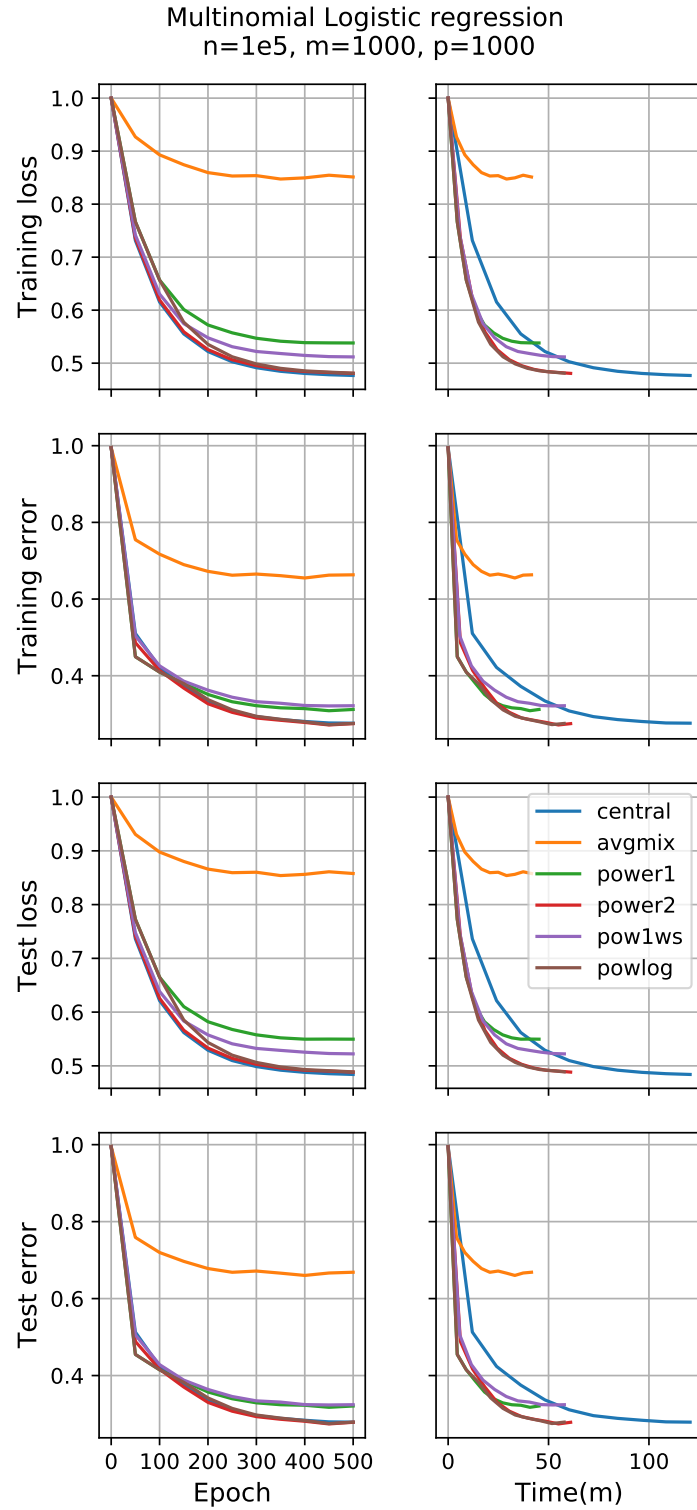 Multinomial Logistic regression
n=1e5, m=1000, p=1000
Training loss
1.0
0.9
0.8
0.7
0.6
0.5
Training error
1.0
0.8
0.6
0.4
Test loss
1.0
0.9
0.8
0.7
0.6
0.5
central
avgmix
power1
power2
pow1ws
powlog
Test error
1.0
0.8
0.6
0.4
0 100 200 300 400 500
Epoch
0 50 100
Time(m)